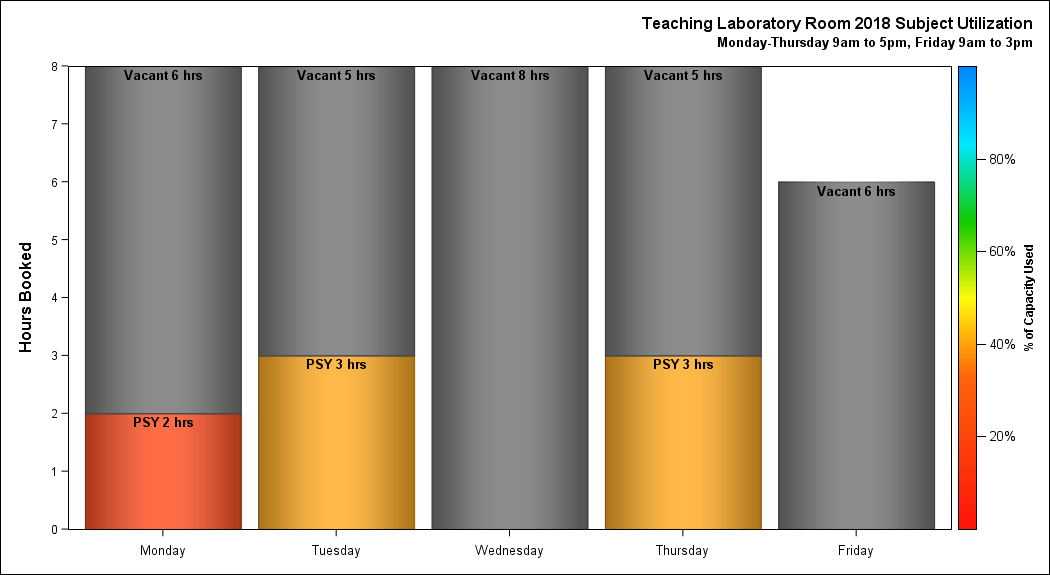 Teaching Laboratory Room 2018 Subject Utilization
Monday-Thursday 9am to 5pm, Friday 9am to 3pm
Hours Booked
8
7
6
5
4
3
2
1
0
Vacant 6 hrs
PSY 2 hrs
Vacant 5 hrs
PSY 3 hrs
Vacant 8 hrs
Vacant 5 hrs
PSY 3 hrs
Vacant 6 hrs
Monday
Tuesday
Wednesday
Thursday
Friday
80%
60%
40%
20%
% of Capacity Used